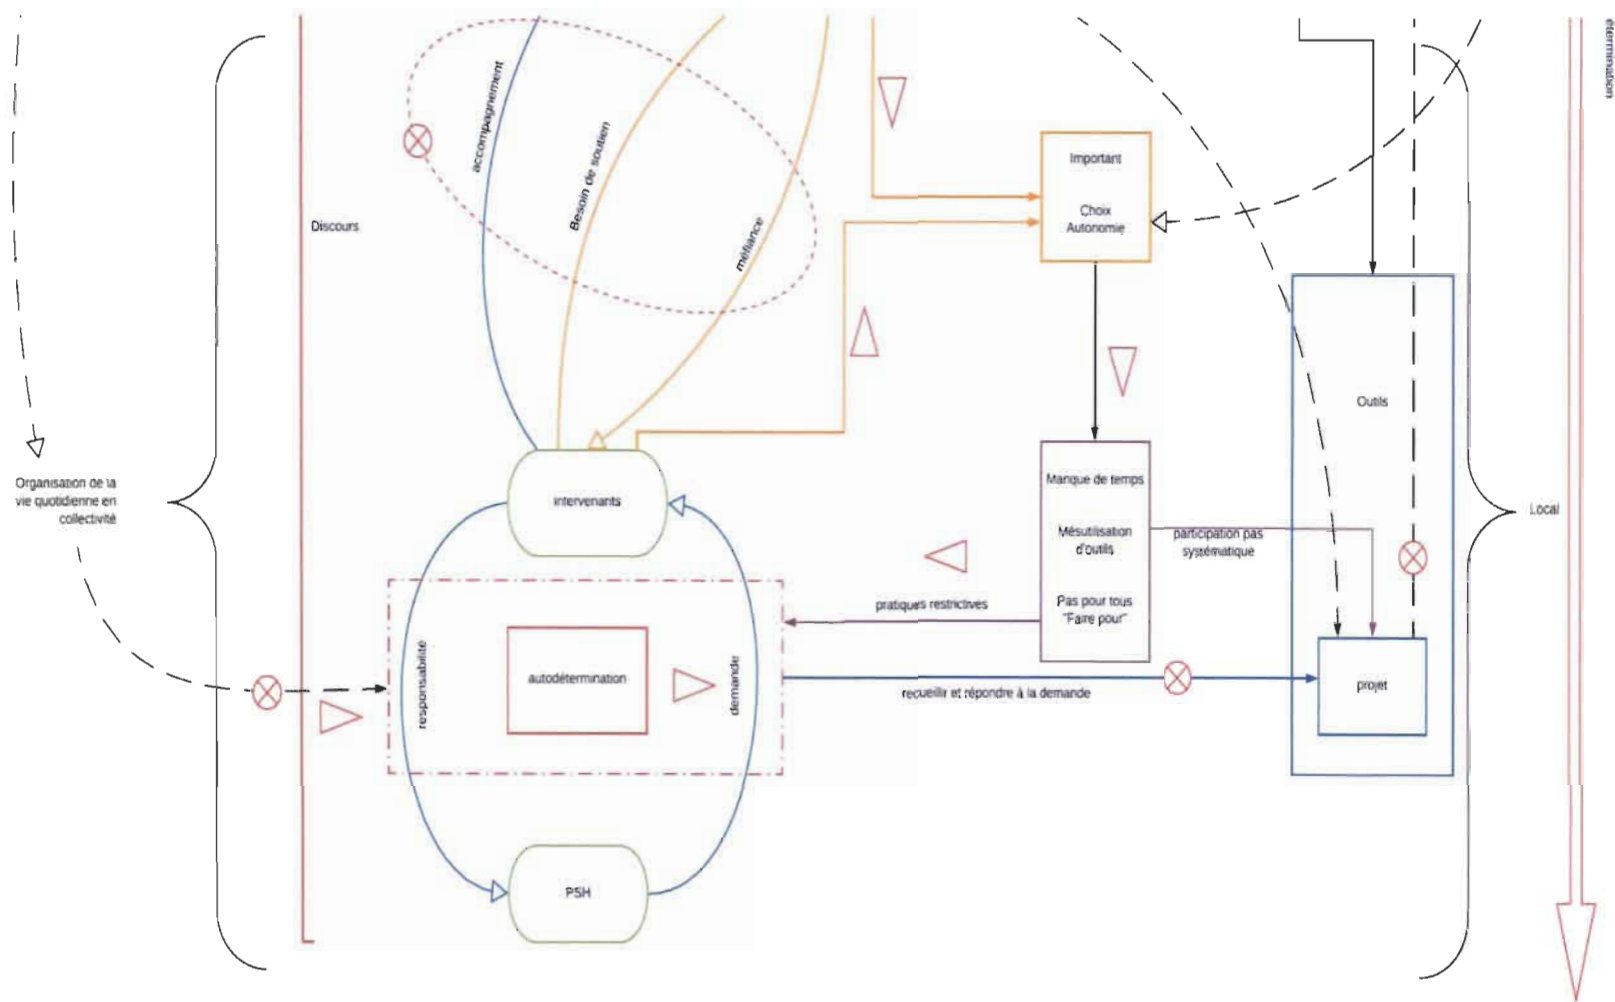 étermination
accompagnement
Besoin de soutien
méfiance
Discours
Important
Choix
Autonomie
Outils
Organisation de la
vie quotidienne en
collectivité
intervenants
Manque de temps
Mésutilisation
d'outils
Pas pour tous
"Faire pour"
participation pas
systématique
Local
pratiques restrictives
responsabilité
autodétermination
demande
recueillir et répondre à la demande
projet
PSH